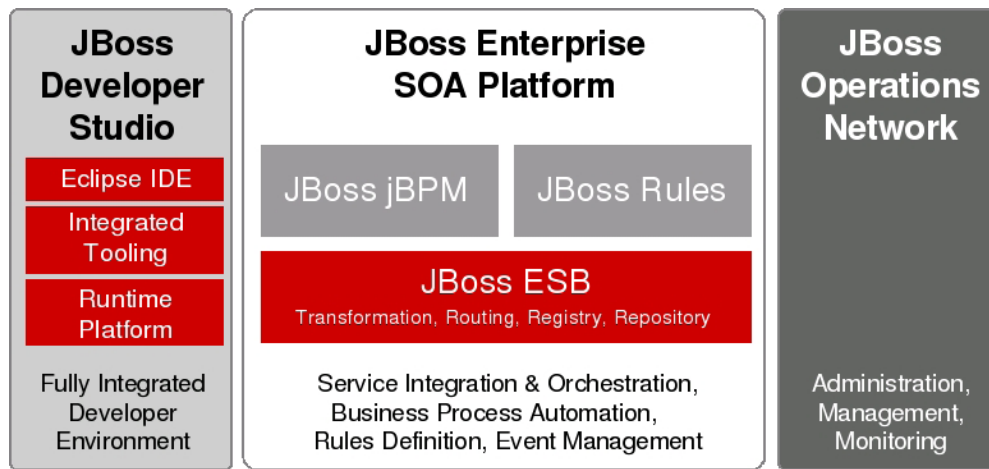 JBoss
Developer
Studio
Eclipse IDE
Integrated
Tooling
Runtime
Platform
Fully Integrated
Developer
Environment
JBoss Enterprise
SOA Platform
JBoss jBPM
JBoss Rules
JBoss ESB
Transformation, Routing, Registry, Repository
Service Integration & Orchestration,
Business Process Automation,
Rules Definition, Event Management
JBoss
Operations
Network
Administration,
Management,
Monitoring